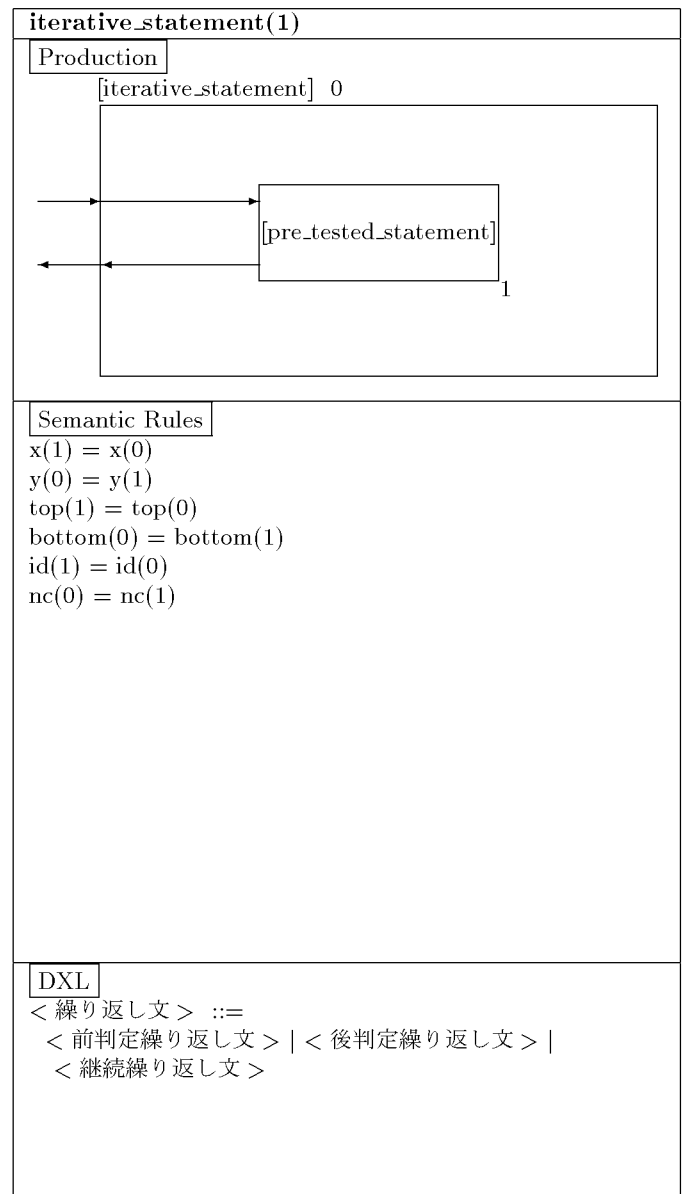 iterative_statement(1)
Production
[iterative_statement] 0
[pre_tested_statement]
1
Semantic Rules
x(1) = x(0)
y(0) = y(1)
top(1) = top(0)
bottom(0) = bottom(1)
id(1) = id(0)
nc(0) = nc(1)
DXL
< 繰り返し文 > ::=
< 前判定繰り返し文 > | < 後判定繰り返し文 > |
< 継続繰り返し文 >